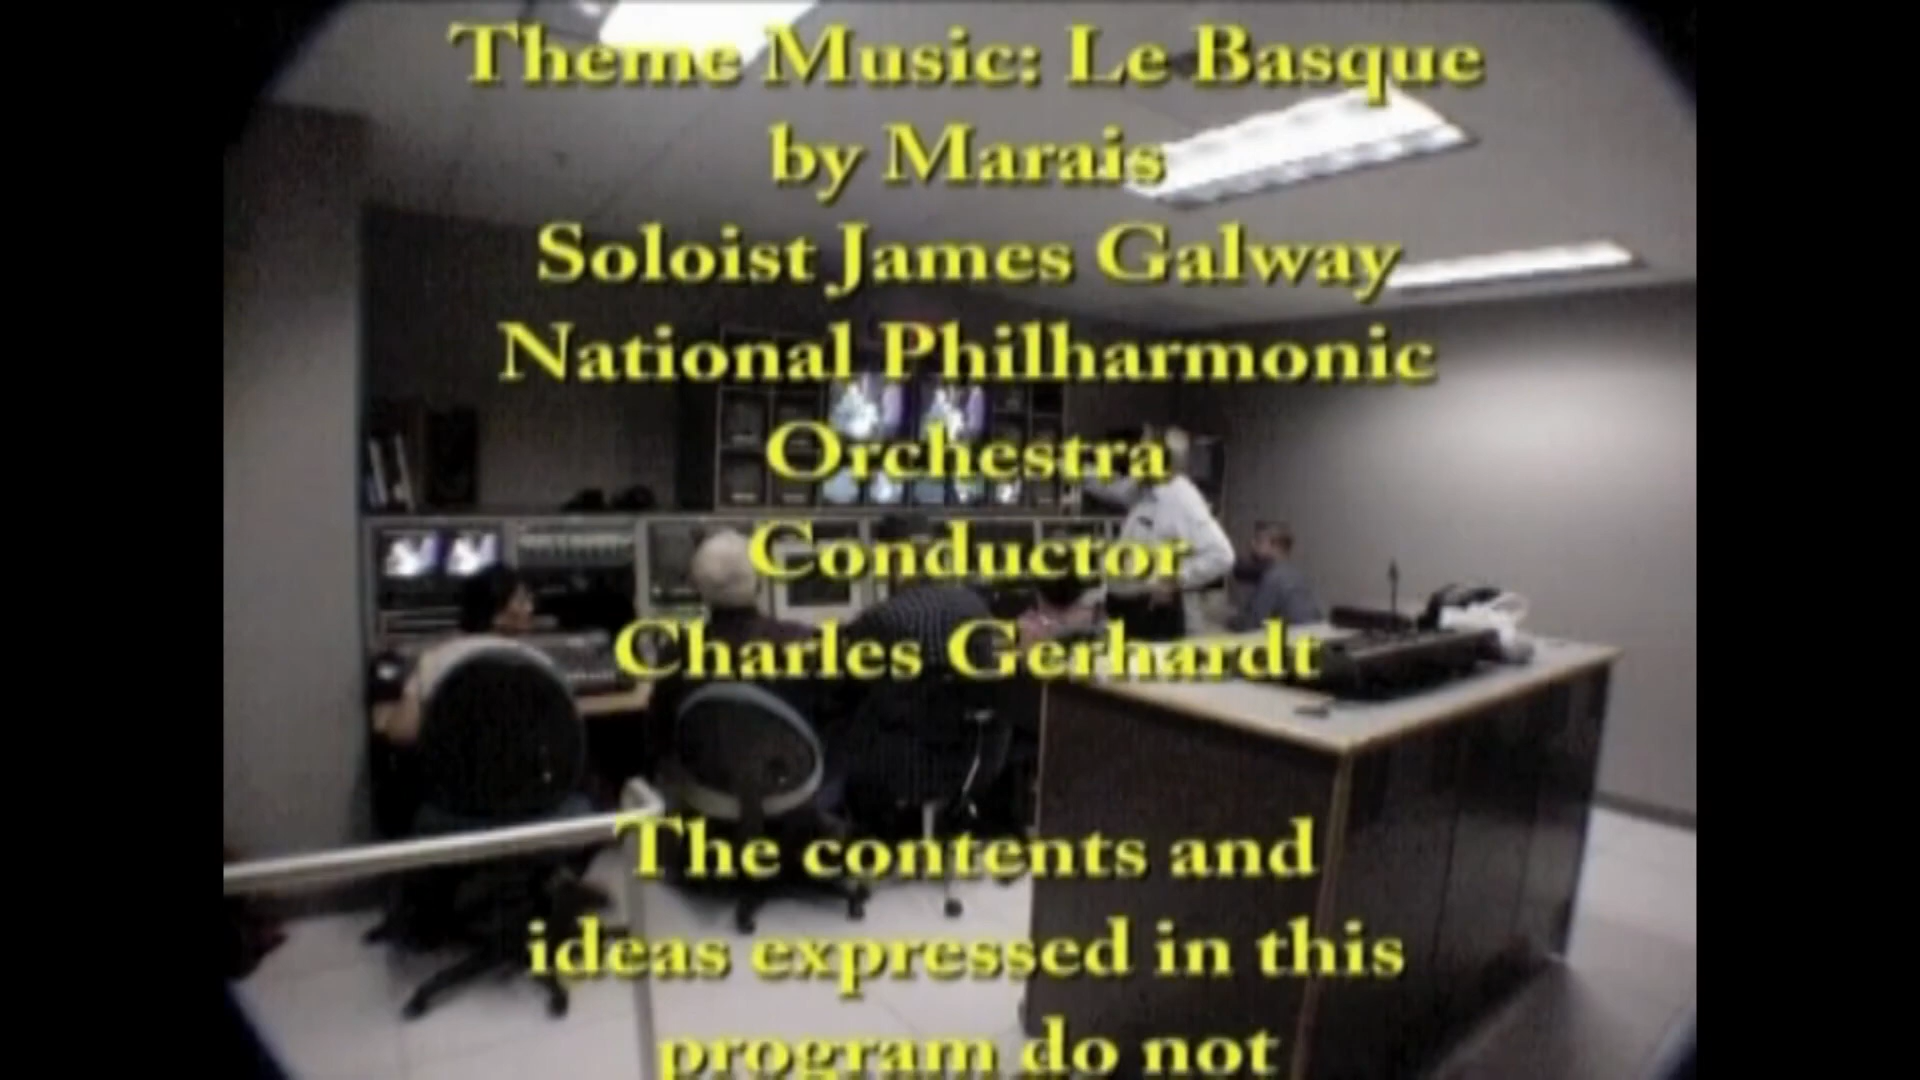 Theme Music: Le Basque
by Marais
Soloist James Galway
National Philharmonic
Orchestra
Conductor
Charles Gerhardt
The contents and
ideas expressed in this
program do not